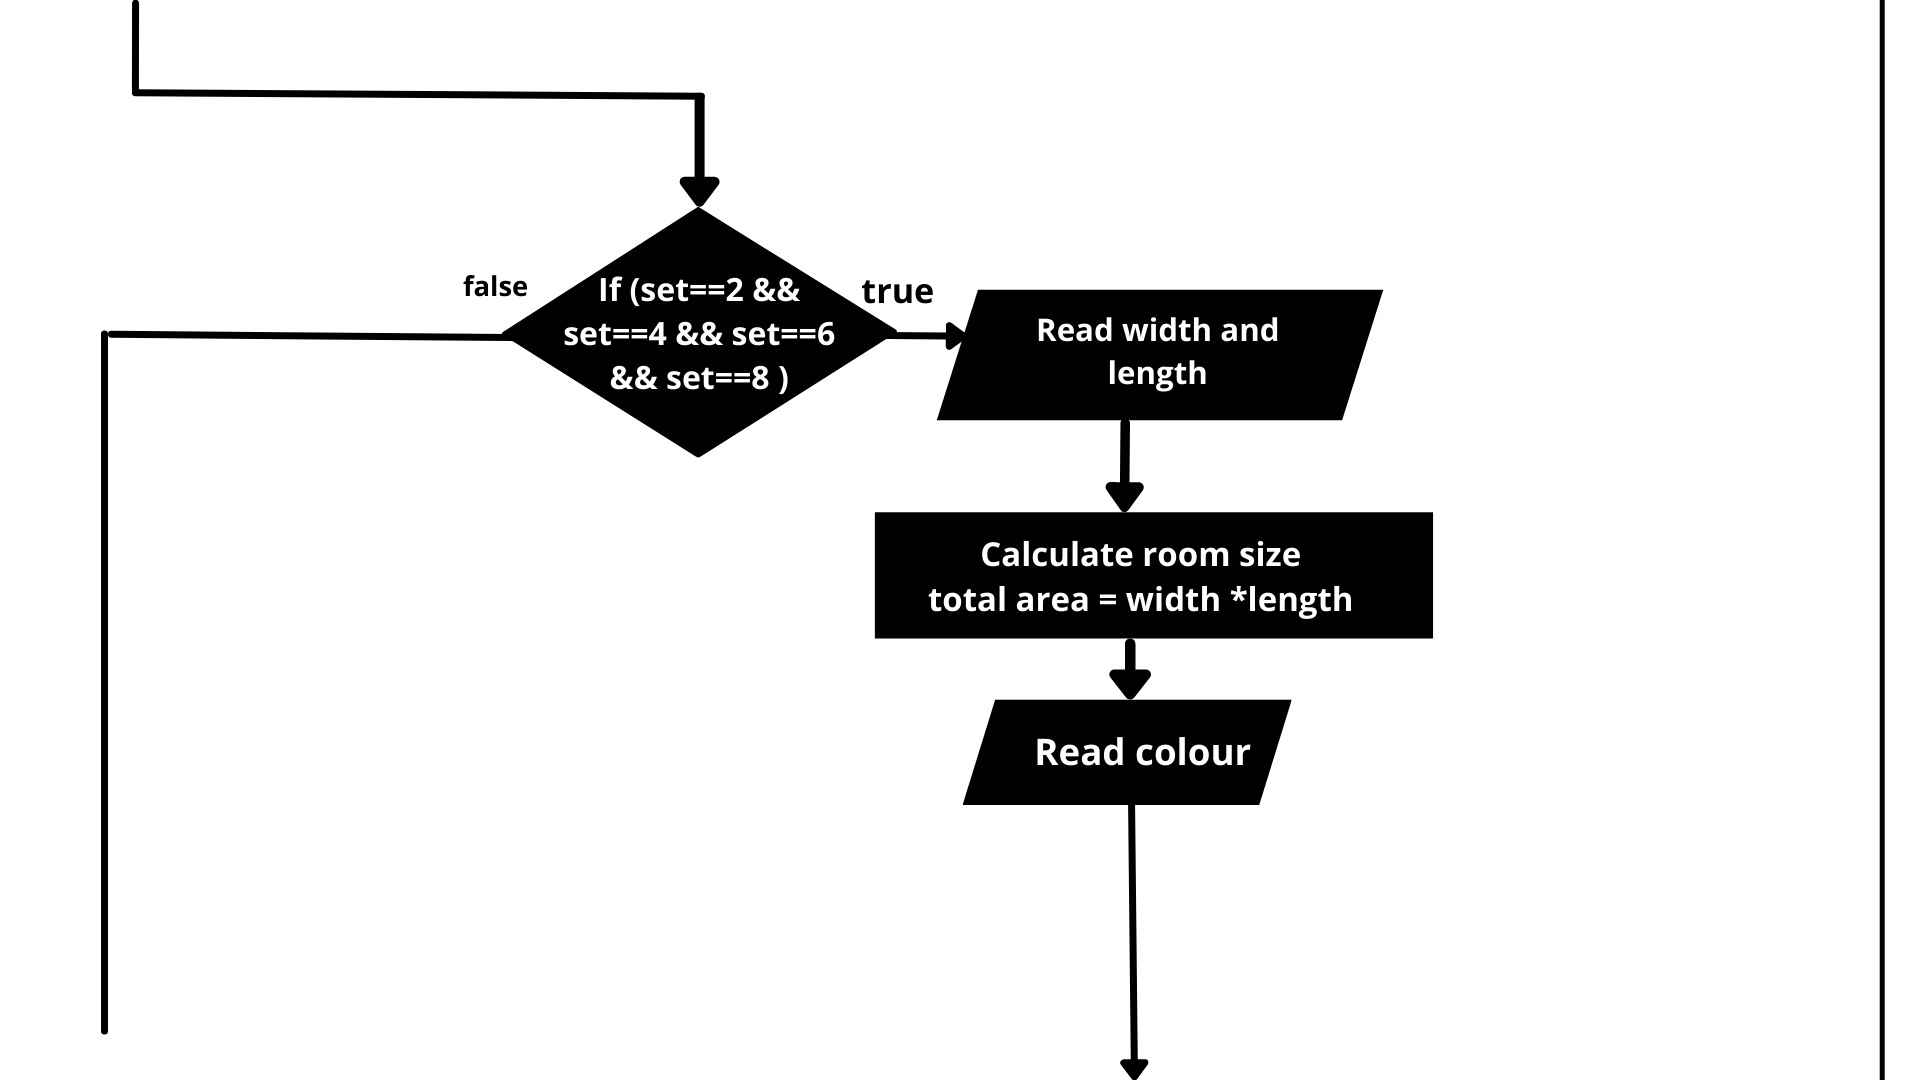 false
If (set==2 &&
set==4 && set==6
&& set==8 )
true
Read width and
length
Calculate room size
total area = width *length
Read colour